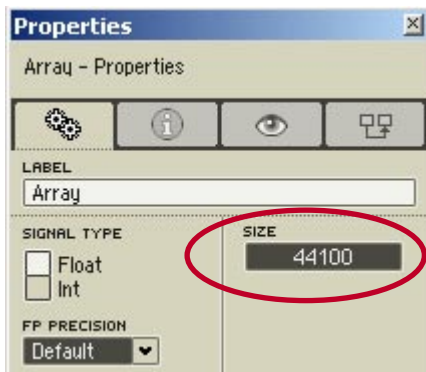 Properties
Array - Properties
LABEL
Array
SIGNAL TYPE
Float
Int
FP PRECISION
Default
SIZE
44100